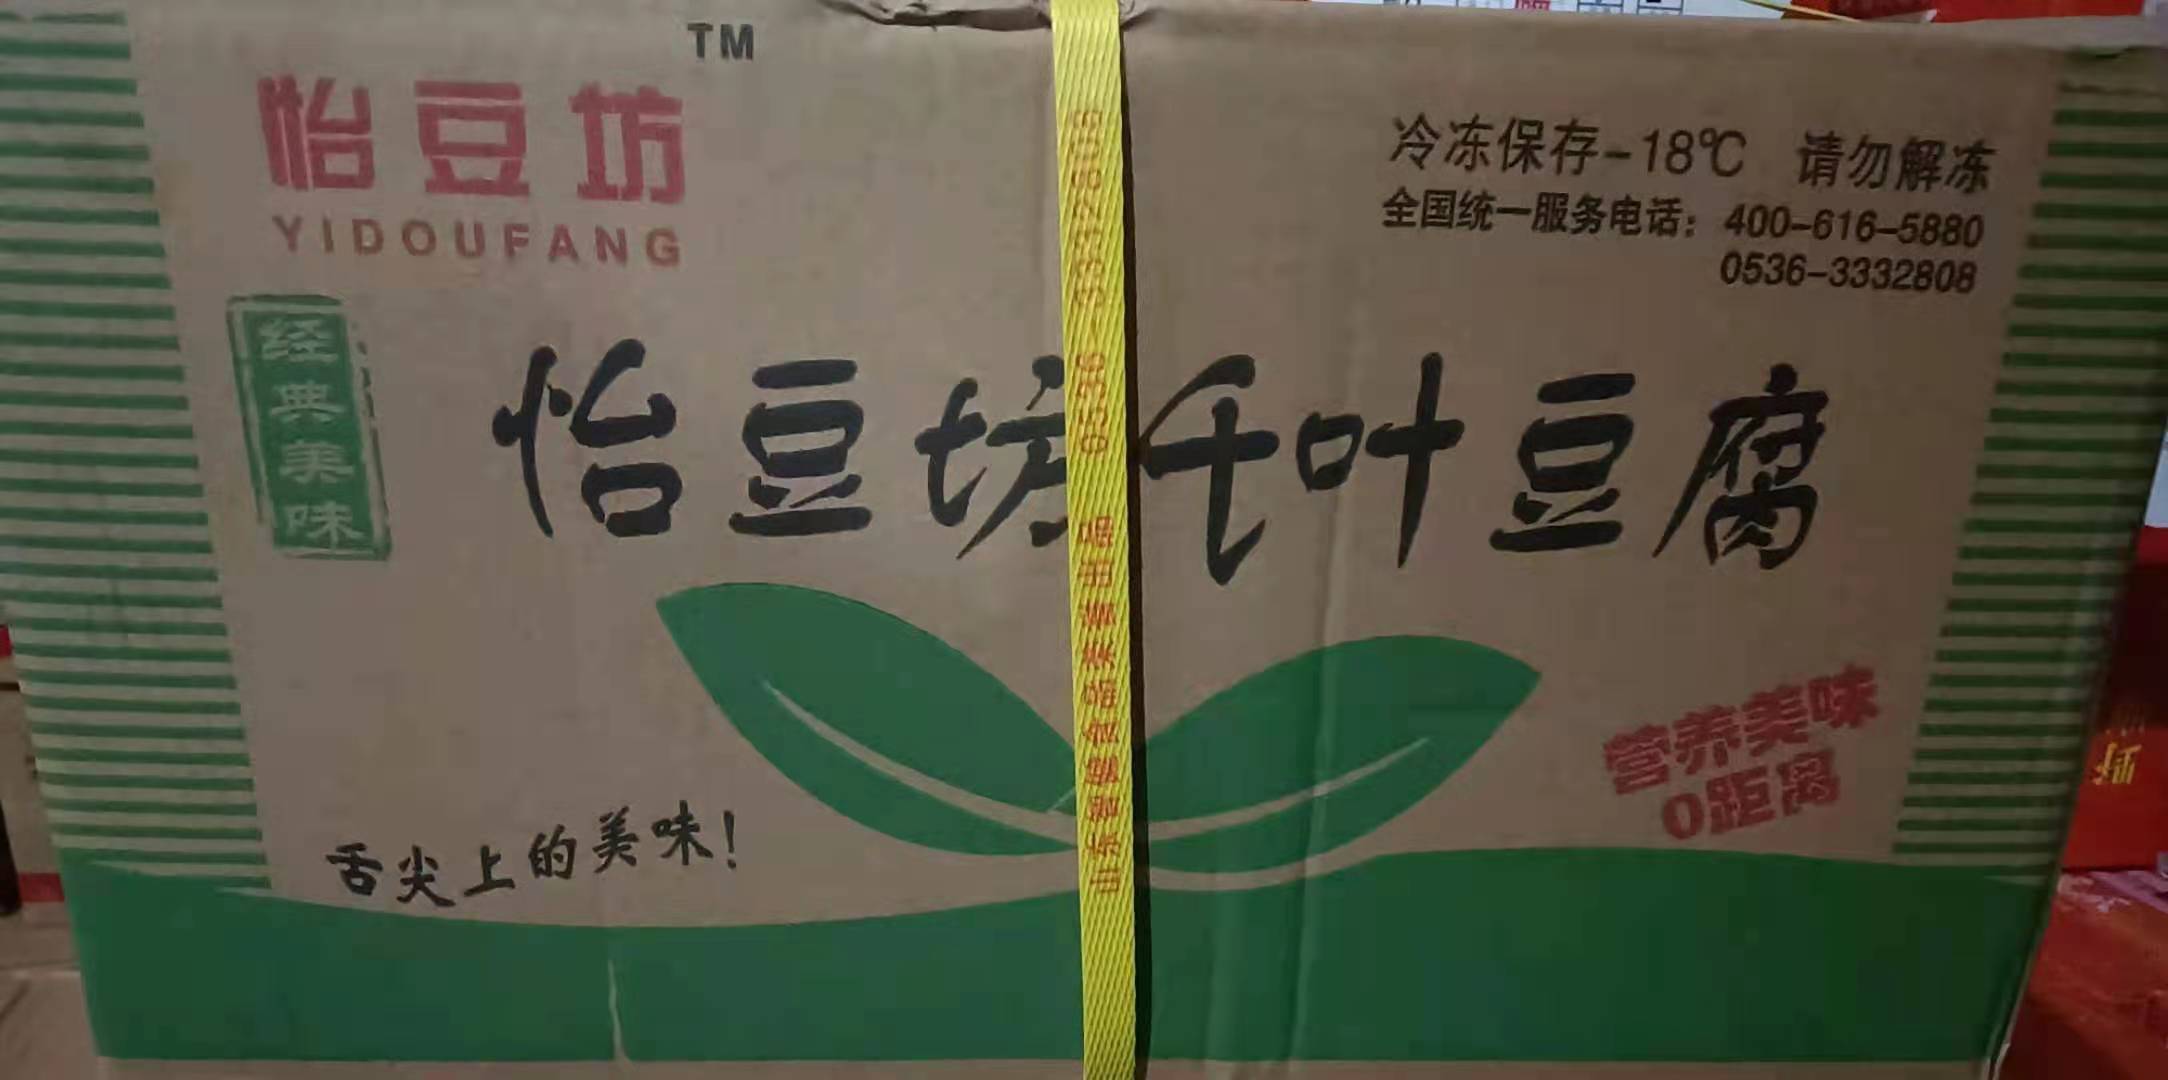 TM
怡豆坊
YIDOUFANG
冷冻保存-18℃ 请勿解冻
全国统一服务电话：400-616-5880
0536-3332808
经典美味
怡豆坊千叶豆腐
营养美味
0距离
舌尖上的美味！
野